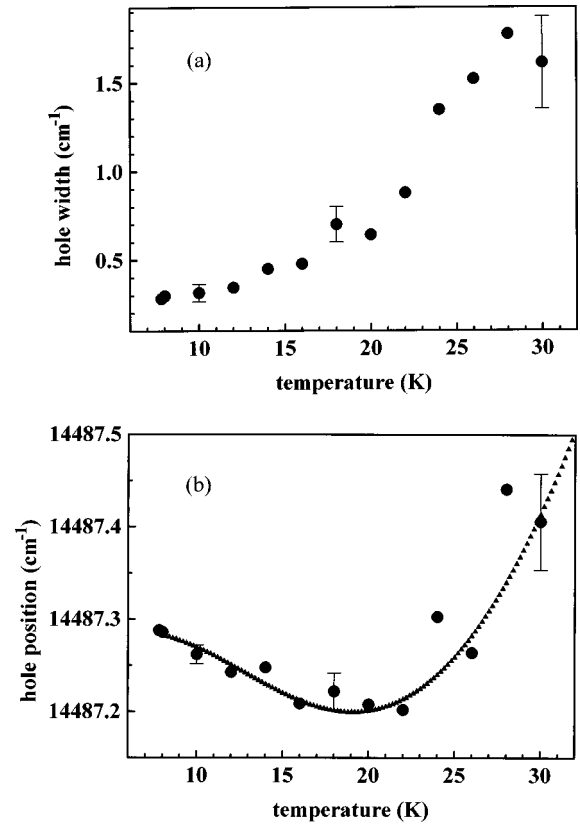 (a)
hole width (cm⁻¹)
1.5
1.0
0.5
10 15 20 25 30
temperature (K)
(b)
hole position (cm⁻¹)
14487.5
14487.4
14487.3
14487.2
10 15 20 25 30
temperature (K)